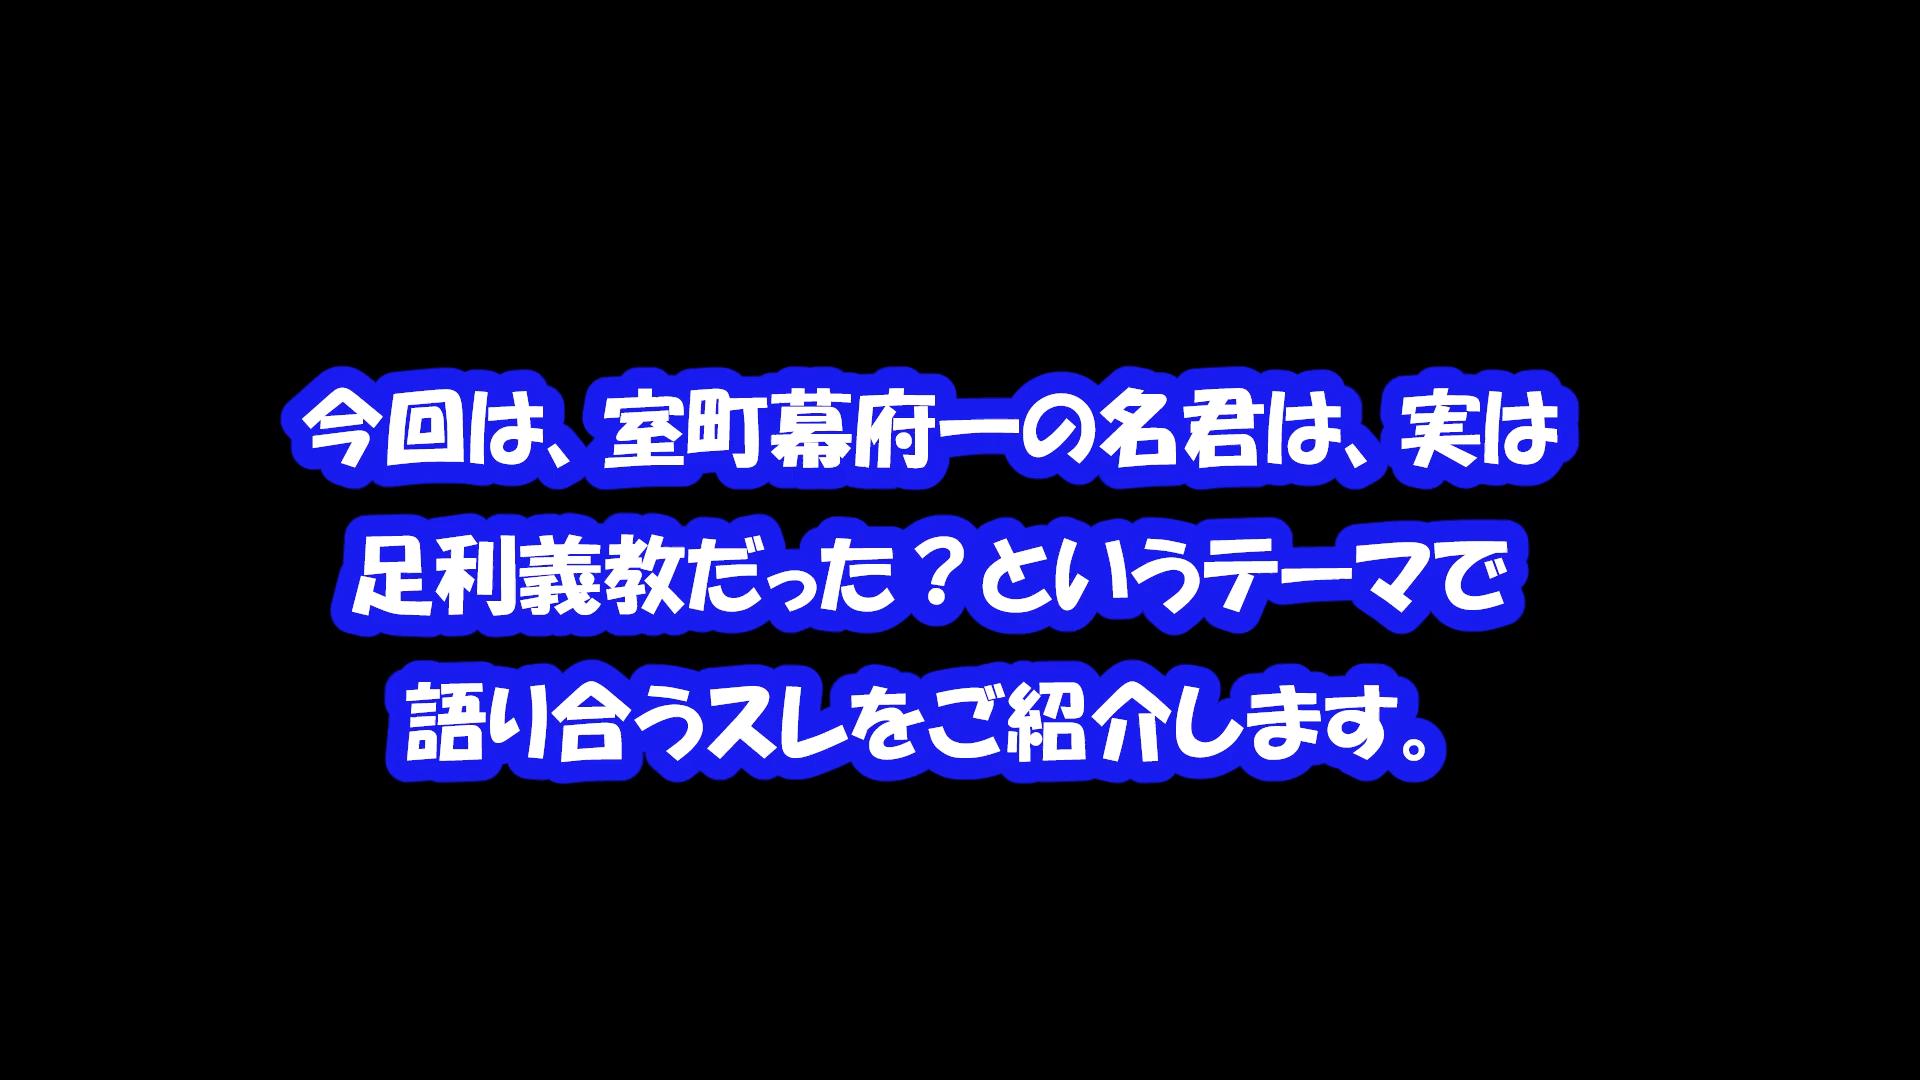 今回は、室町幕府一の名君は、実は
足利義教だった？というテーマで
語り合うスレをご紹介します。